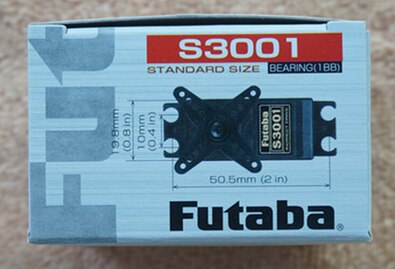 Fut
S3001
STANDARD SIZE BEARING(1BB)
19.8mm
(0.8in)
10mm
(0.4in)
Futaba
S3001
50.5mm (2 in)
Futaba®